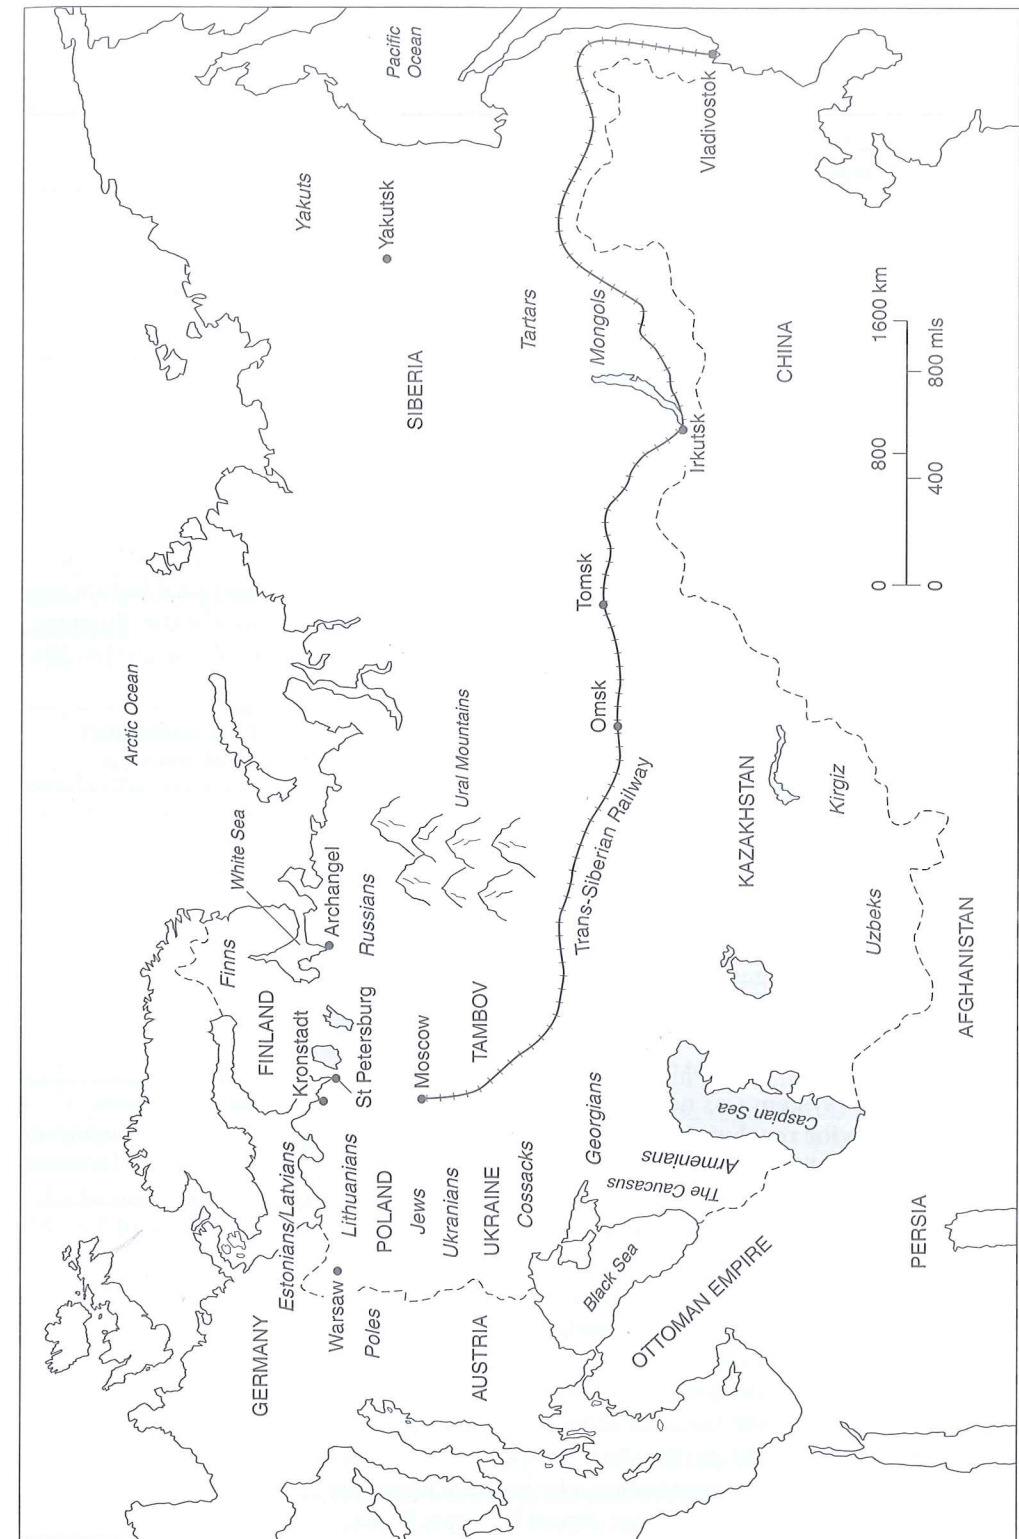 Arctic Ocean
Pacific
Ocean
White Sea
Finns
FINLAND
Kronstadt
Archangel
St Petersburg
Russians
Ural Mountains
Yakuts
Yakutsk
SIBERIA
Tartars
Mongols
GERMANY
Estonians/Latvians
Warsaw
Lithuanians
Poles
POLAND
Jews
Ukranians
UKRAINE
AUSTRIA
Cossacks
Moscow
TAMBOV
Trans-Siberian Railway
Omsk
Tomsk
Irkutsk
Vladivostok
Georgians
Black Sea
The Caucasus
Armenians
Caspian Sea
OTTOMAN EMPIRE
KAZAKHSTAN
Kirgiz
Uzbeks
CHINA
PERSIA
AFGHANISTAN
0 800 1600 km
0 400 800 mls